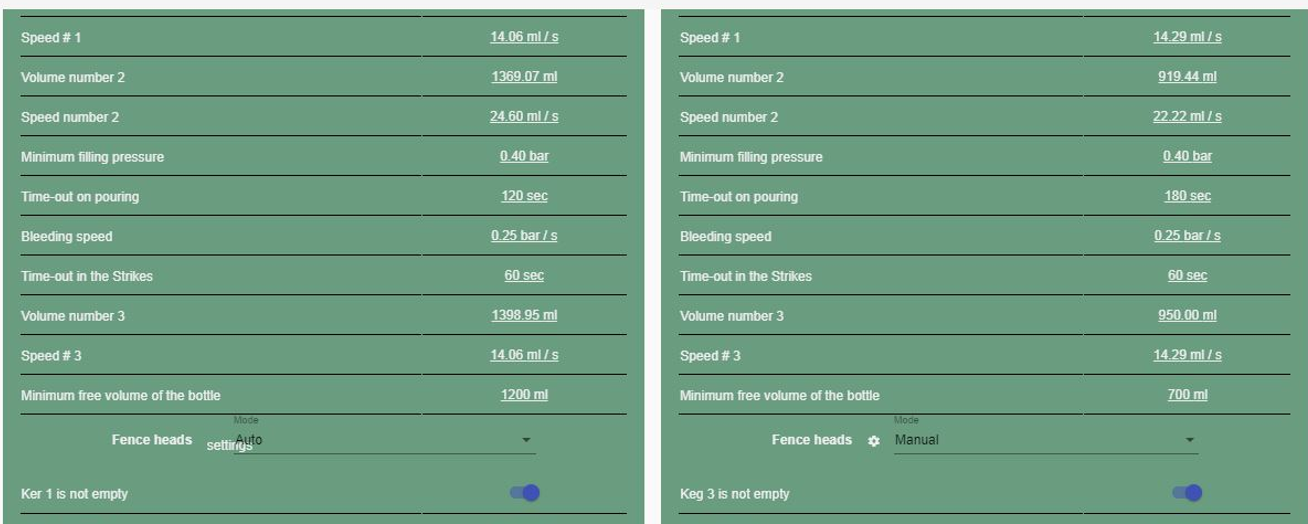 Speed # 1 14.06 ml / s
Volume number 2 1369.07 ml
Speed number 2 24.60 ml / s
Minimum filling pressure 0.40 bar
Time-out on pouring 120 sec
Bleeding speed 0.25 bar / s
Time-out in the Strikes 60 sec
Volume number 3 1398.95 ml
Speed # 3 14.06 ml / s
Minimum free volume of the bottle 1200 ml
Mode
Fence heads settings Auto
Ker 1 is not empty
Speed # 1 14.29 ml / s
Volume number 2 919.44 ml
Speed number 2 22.22 ml / s
Minimum filling pressure 0.40 bar
Time-out on pouring 180 sec
Bleeding speed 0.25 bar / s
Time-out in the Strikes 60 sec
Volume number 3 950.00 ml
Speed # 3 14.29 ml / s
Minimum free volume of the bottle 700 ml
Mode
Fence heads Manual
Keg 3 is not empty